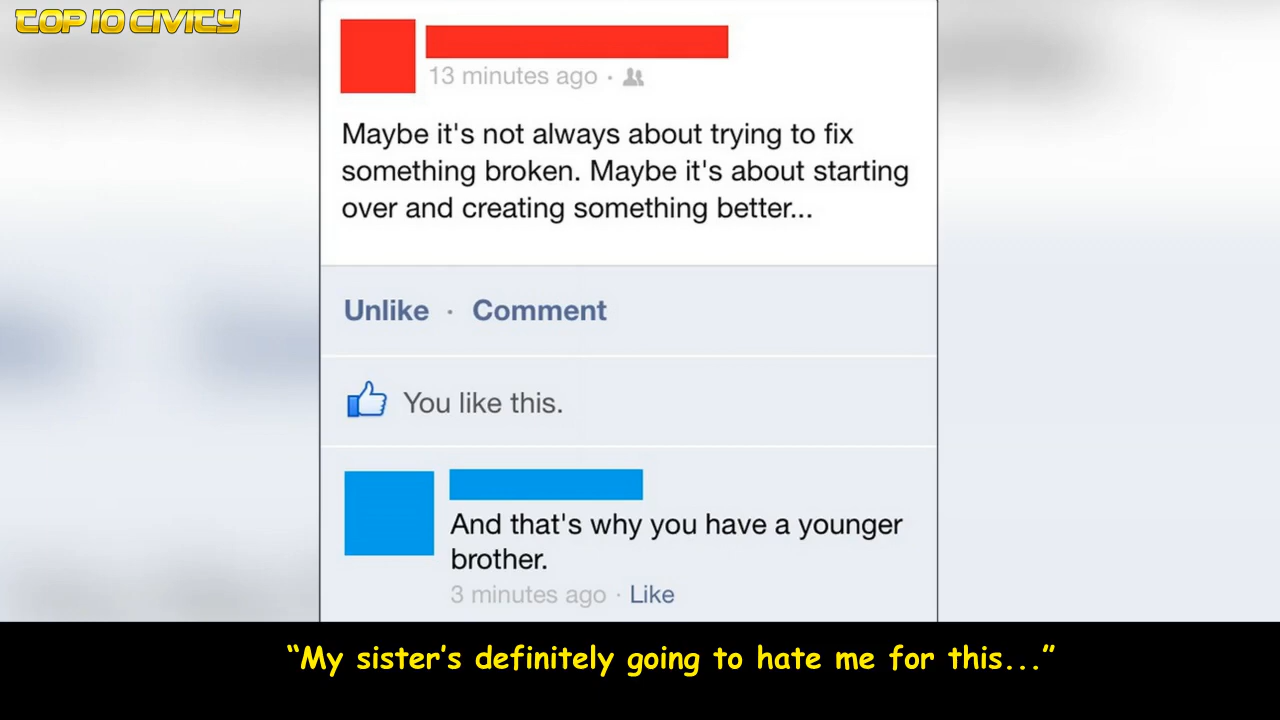 TOP 10 CIVITY
13 minutes ago ·
Maybe it's not always about trying to fix
something broken. Maybe it's about starting
over and creating something better...
Unlike · Comment
You like this.
And that's why you have a younger
brother.
3 minutes ago · Like
“My sister’s definitely going to hate me for this...”